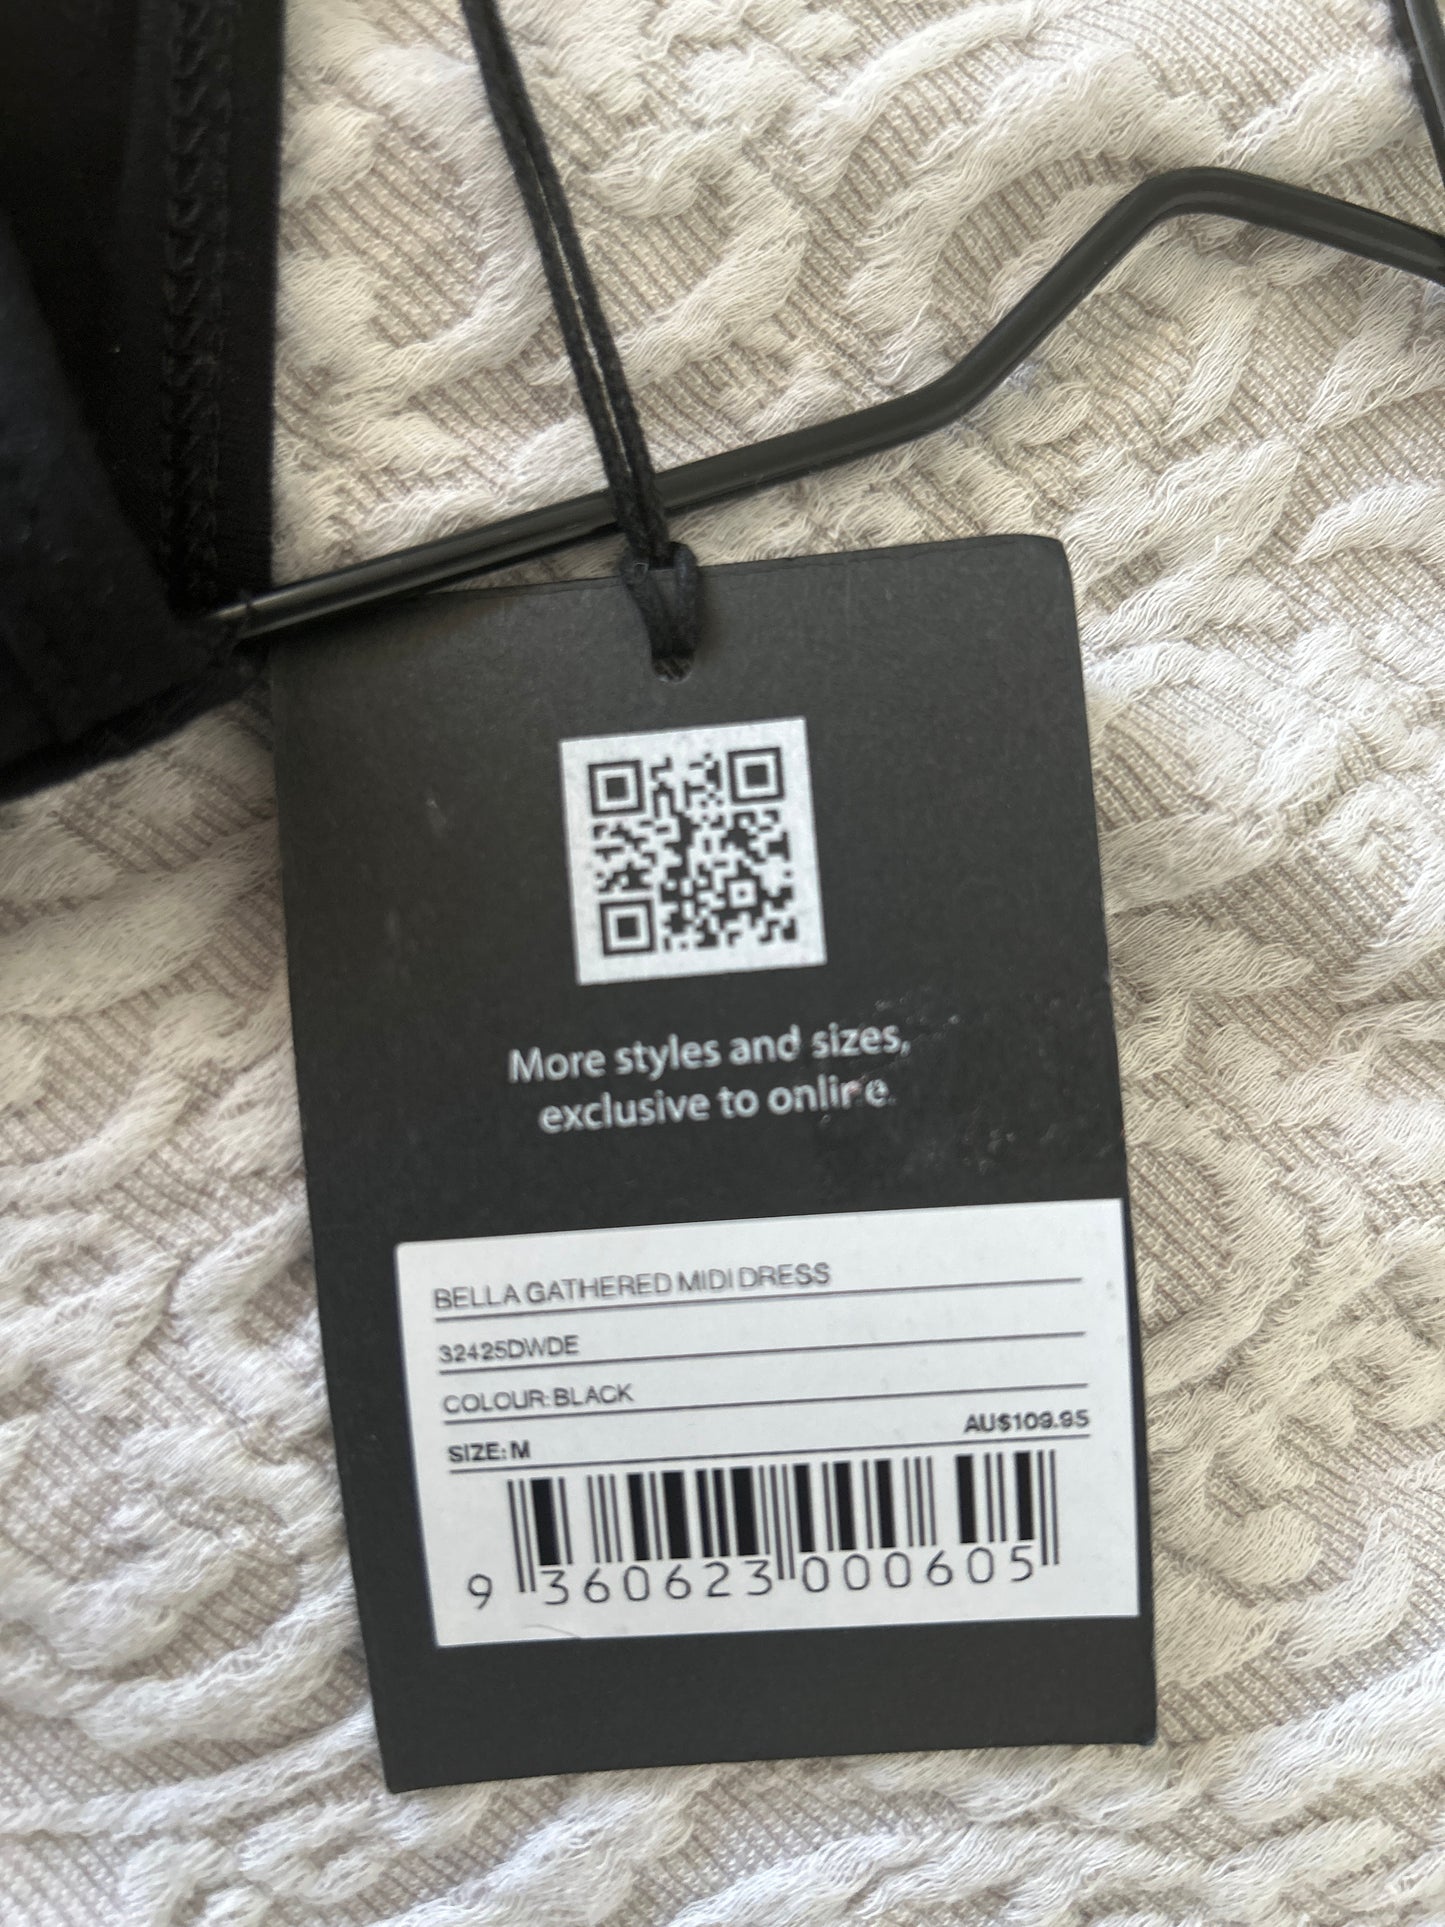 More styles and sizes,
exclusive to online.
BELLA GATHERED MIDI DRESS
32425DWDE
COLOUR: BLACK
AU$109.95
SIZE: M
9 360623 000605